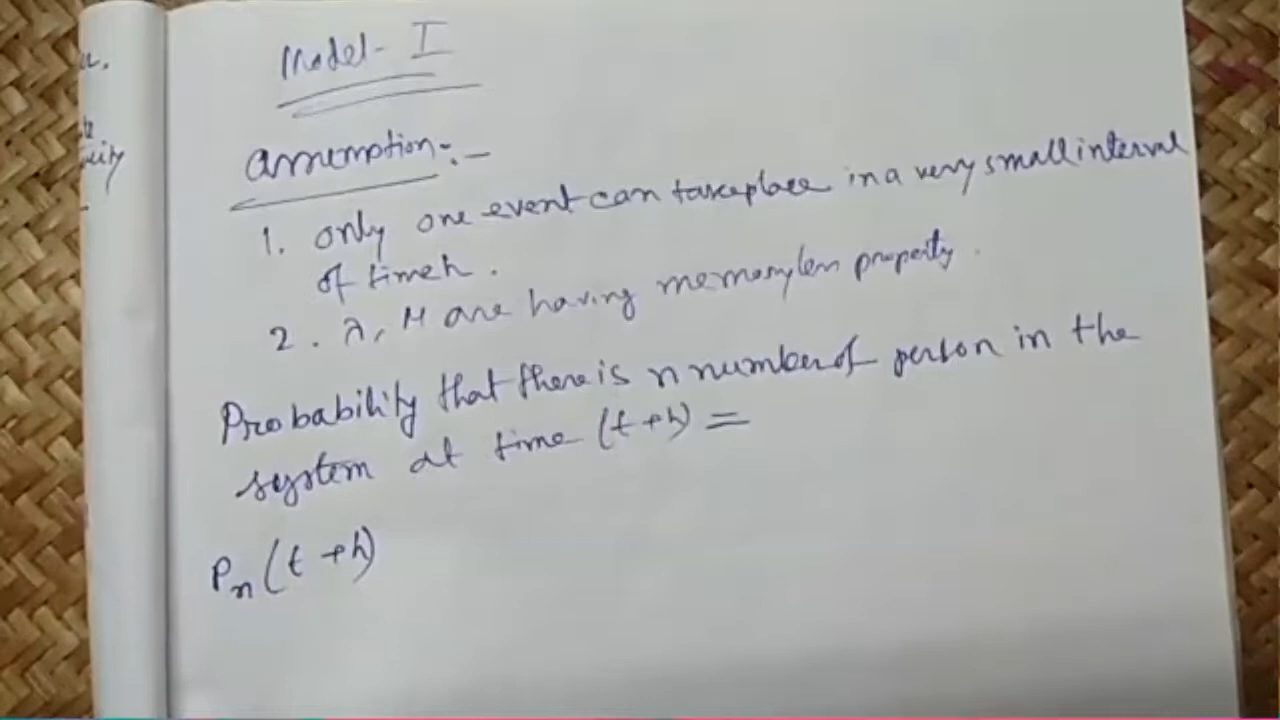 Model - I
assumption:-
1. only one event can take place in a very small interval
of time h.
2. λ, μ are having memoryless property.
Probability that there is n number of person in the
system at time (t+h) =
Pn(t+h)